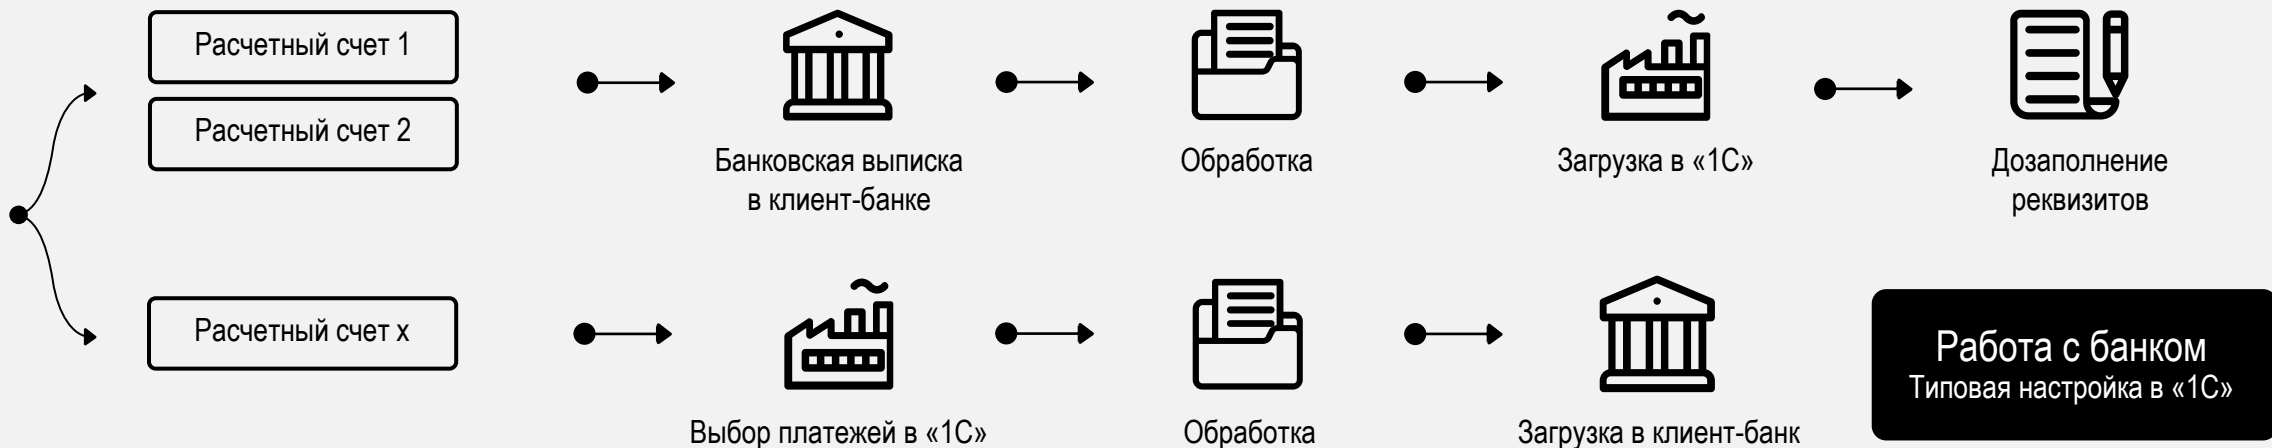 Расчетный счет 1
Расчетный счет 2
Банковская выписка
в клиент-банке
Обработка
Загрузка в «1С»
Дозаполнение
реквизитов
Расчетный счет х
Выбор платежей в «1С»
Обработка
Загрузка в клиент-банк
Работа с банком
Типовая настройка в «1С»